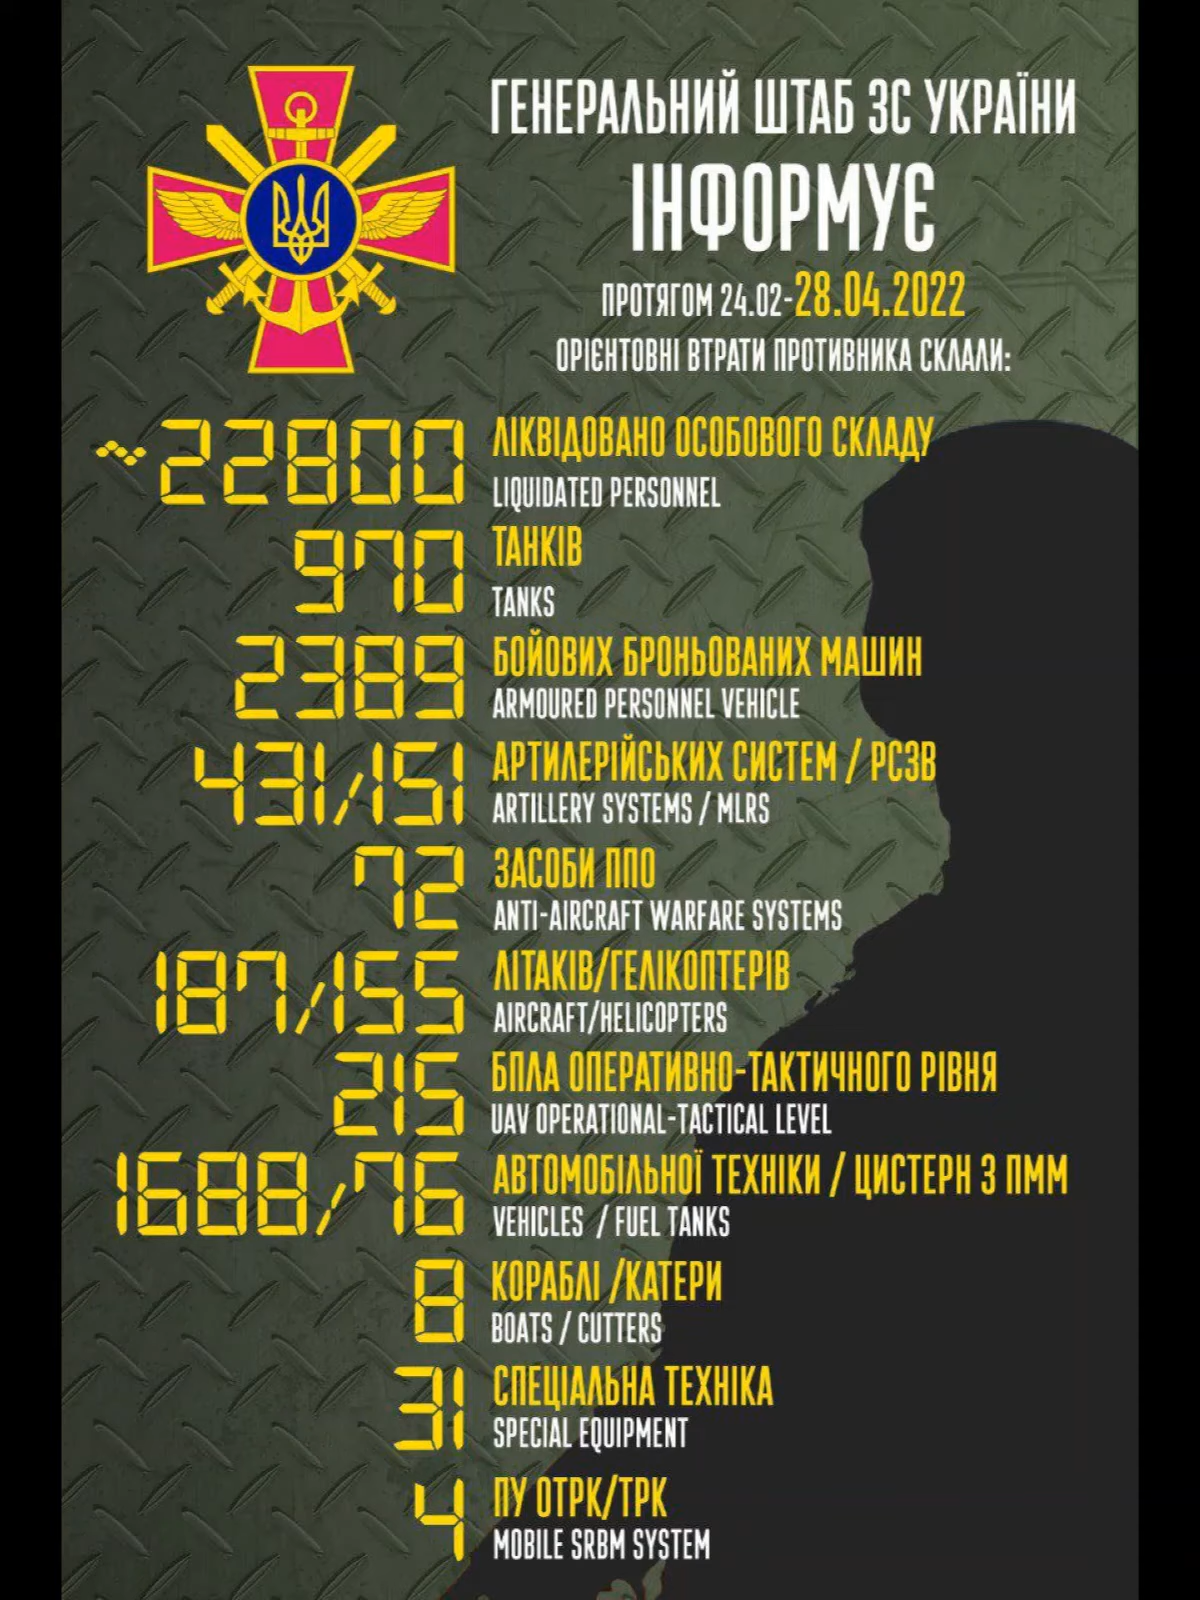 ГЕНЕРАЛЬНИЙ ШТАБ ЗС УКРАЇНИ
ІНФОРМУЄ
ПРОТЯГОМ 24.02-28.04.2022
ОРІЄНТОВНІ ВТРАТИ ПРОТИВНИКА СКЛАЛИ:
~22800 ЛІКВІДОВАНО ОСОБОВОГО СКЛАДУ
LIQUIDATED PERSONNEL
970 ТАНКІВ
TANKS
2389 БОЙОВИХ БРОНЬОВАНИХ МАШИН
ARMOURED PERSONNEL VEHICLE
431/151 АРТИЛЕРІЙСЬКИХ СИСТЕМ / РСЗВ
ARTILLERY SYSTEMS / MLRS
72 ЗАСОБИ ППО
ANTI-AIRCRAFT WARFARE SYSTEMS
187/155 ЛІТАКІВ/ГЕЛІКОПТЕРІВ
AIRCRAFT/HELICOPTERS
215 БПЛА ОПЕРАТИВНО-ТАКТИЧНОГО РІВНЯ
UAV OPERATIONAL-TACTICAL LEVEL
1688/76 АВТОМОБІЛЬНОЇ ТЕХНІКИ / ЦИСТЕРН З ПММ
VEHICLES / FUEL TANKS
8 КОРАБЛІ /КАТЕРИ
BOATS / CUTTERS
31 СПЕЦІАЛЬНА ТЕХНІКА
SPECIAL EQUIPMENT
4 ПУ ОТРК/ТРК
MOBILE SRBM SYSTEM